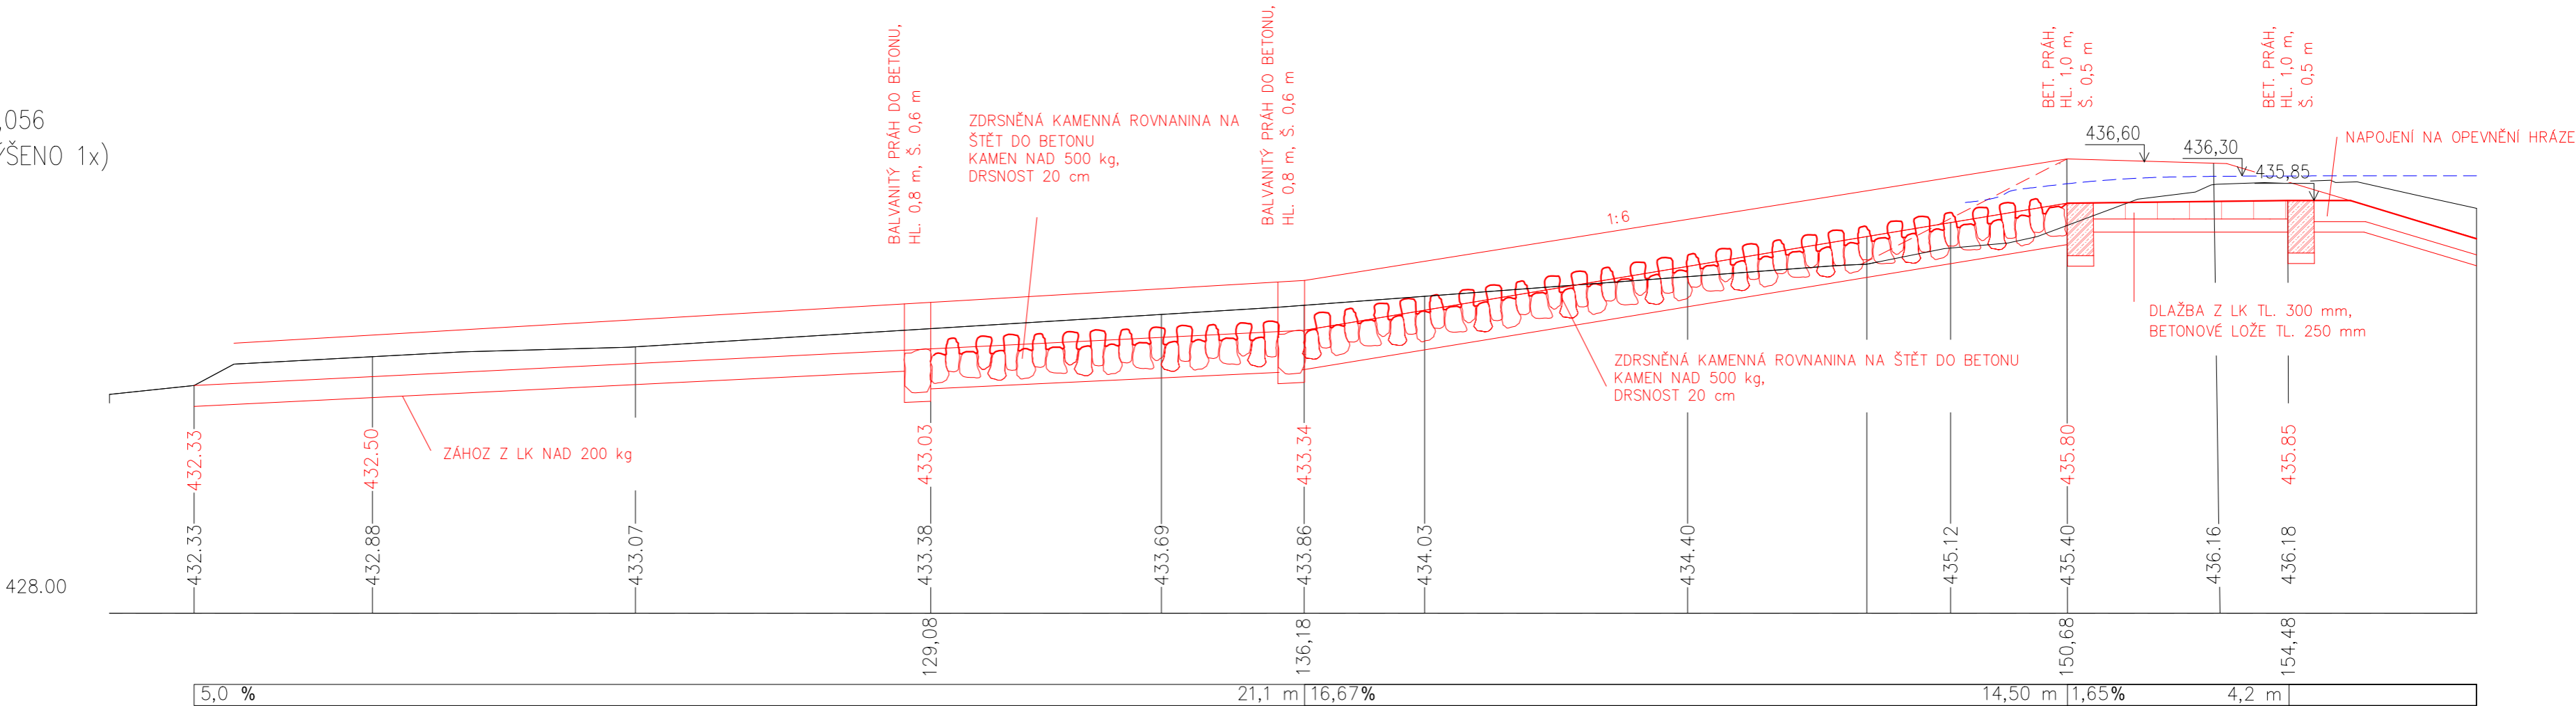 BALVANITÝ PRÁH DO BETONU,
HL. 0,8 m, Š. 0,6 m
BALVANITÝ PRÁH DO BETONU,
HL. 0,8 m, Š. 0,6 m
BET. PRÁH,
HL. 1,0 m,
Š. 0,5 m
BET. PRÁH,
HL. 1,0 m,
Š. 0,5 m
,056
ÝŠENO 1x)
ZDRSNĚNÁ KAMENNÁ ROVNANINA NA
ŠTĚT DO BETONU
KAMEN NAD 500 kg,
DRSNOST 20 cm
436,60
436,30
435,85
NAPOJENÍ NA OPEVNĚNÍ HRÁZE
1:6
DLAŽBA Z LK TL. 300 mm,
BETONOVÉ LOŽE TL. 250 mm
ZDRSNĚNÁ KAMENNÁ ROVNANINA NA ŠTĚT DO BETONU
KAMEN NAD 500 kg,
DRSNOST 20 cm
ZÁHOZ Z LK NAD 200 kg
432.33
432.50
433.03
433.34
435.80
435.85
432.33
432.88
433.07
433.38
433.69
433.86
434.03
434.40
435.12
435.40
436.16
436.18
428.00
129,08
136,18
150,68
154,48
5,0 %
21,1 m
16,67%
14,50 m
1,65%
4,2 m